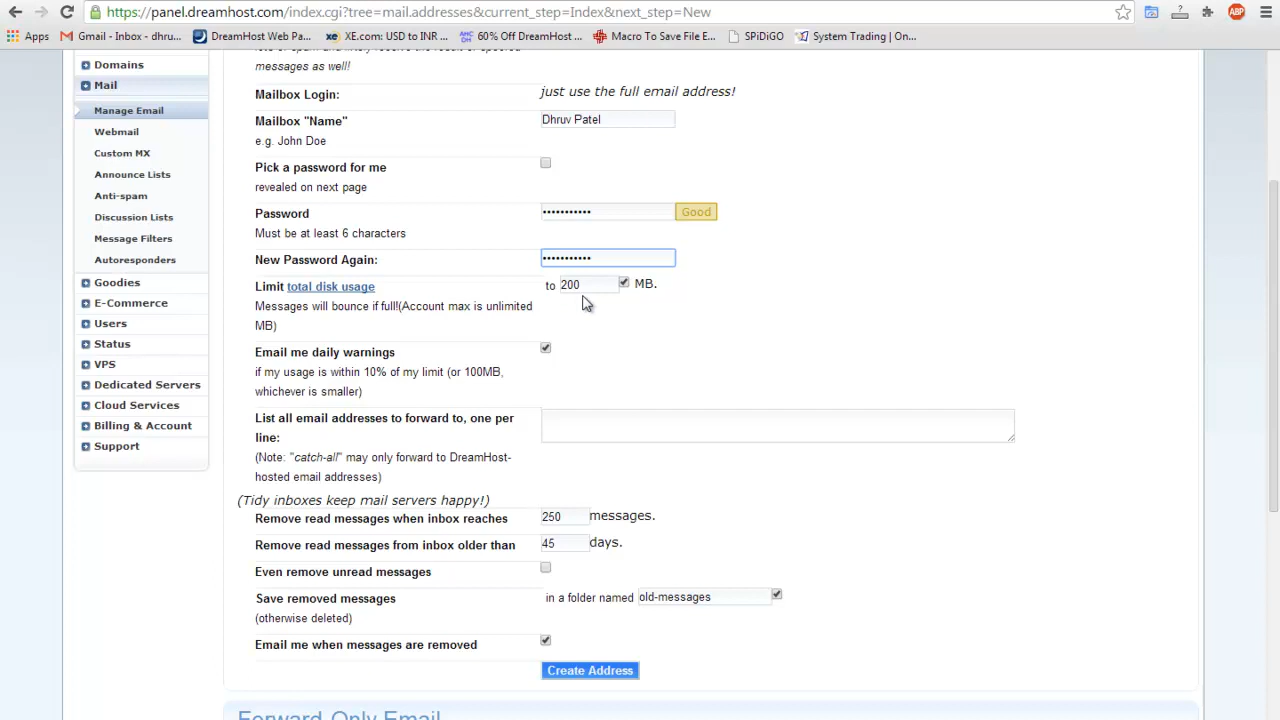 https://panel.dreamhost.com/index.cgi?tree=mail.addresses&current_step=Index&next_step=New
ABP
Apps
Gmail - Inbox - dhru...
DreamHost Web Pa...
XE.com: USD to INR ...
60% Off DreamHost ...
Macro To Save File E...
SPiDiGO
System Trading | On...
Domains
Mail
Manage Email
Webmail
Custom MX
Announce Lists
Anti-spam
Discussion Lists
Message Filters
Autoresponders
Goodies
E-Commerce
Users
Status
VPS
Dedicated Servers
Cloud Services
Billing & Account
Support
messages as well!
Mailbox Login: just use the full email address!
Mailbox "Name" Dhruv Patel
e.g. John Doe
Pick a password for me
revealed on next page
Password ••••••••••• Good
Must be at least 6 characters
New Password Again: •••••••••••
Limit total disk usage to 200 MB.
Messages will bounce if full!(Account max is unlimited
MB)
Email me daily warnings
if my usage is within 10% of my limit (or 100MB,
whichever is smaller)
List all email addresses to forward to, one per
line:
(Note: "catch-all" may only forward to DreamHost-
hosted email addresses)
(Tidy inboxes keep mail servers happy!)
Remove read messages when inbox reaches 250 messages.
Remove read messages from inbox older than 45 days.
Even remove unread messages
Save removed messages in a folder named old-messages
(otherwise deleted)
Email me when messages are removed
Create Address
Forward-Only Email